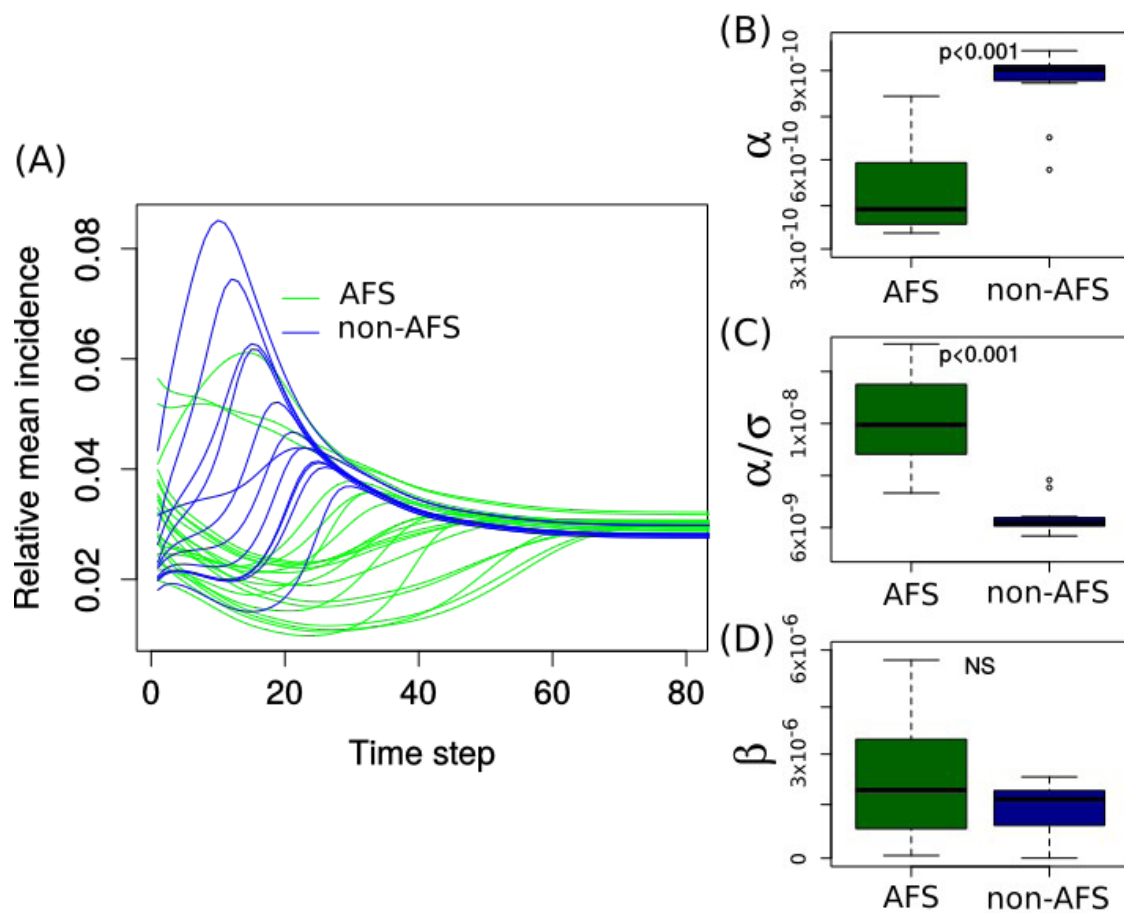 (A)
Relative mean incidence
0.08
0.06
0.04
0.02
AFS
non-AFS
0 20 40 60 80
Time step
(B)
p<0.001
α
9x10⁻¹⁰
6x10⁻¹⁰
3x10⁻¹⁰
AFS non-AFS
(C)
p<0.001
α/σ
1x10⁻⁸
6x10⁻⁹
AFS non-AFS
(D)
NS
β
6x10⁻⁶
3x10⁻⁶
0
AFS non-AFS